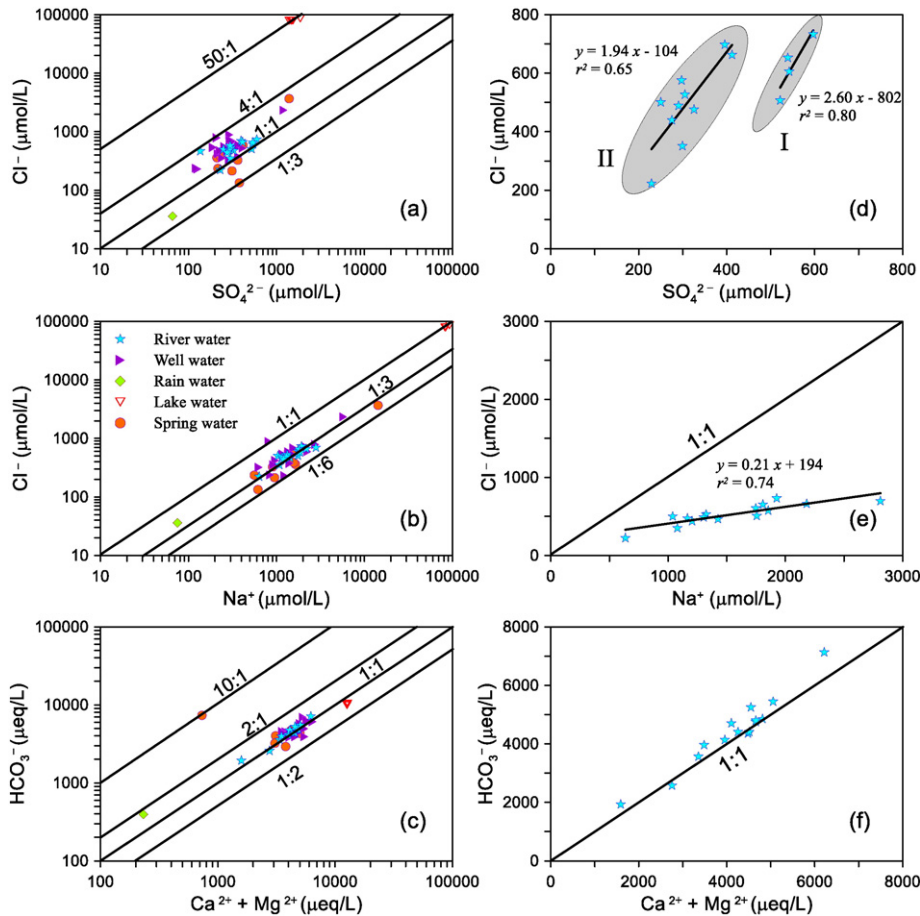 100000
10000
1000
100
10
Cl⁻ (μmol/L)
50:1
4:1
1:1
1:3
(a)
10 100 1000 10000 100000
SO₄²⁻ (μmol/L)
800
600
400
200
0
Cl⁻ (μmol/L)
y = 1.94 x - 104
r² = 0.65
y = 2.60 x - 802
r² = 0.80
I
II
(d)
0 200 400 600 800
SO₄²⁻ (μmol/L)
100000
10000
1000
100
10
Cl⁻ (μmol/L)
River water
Well water
Rain water
Lake water
Spring water
1:1
1:3
1:6
(b)
10 100 1000 10000 100000
Na⁺ (μmol/L)
3000
2000
1000
0
Cl⁻ (μmol/L)
1:1
y = 0.21 x + 194
r² = 0.74
(e)
0 1000 2000 3000
Na⁺ (μmol/L)
100000
10000
1000
100
HCO₃⁻ (μeq/L)
10:1
2:1
1:1
1:2
(c)
100 1000 10000 100000
Ca²⁺ + Mg²⁺ (μeq/L)
8000
6000
4000
2000
0
HCO₃⁻ (μeq/L)
1:1
(f)
0 2000 4000 6000 8000
Ca²⁺ + Mg²⁺ (μeq/L)